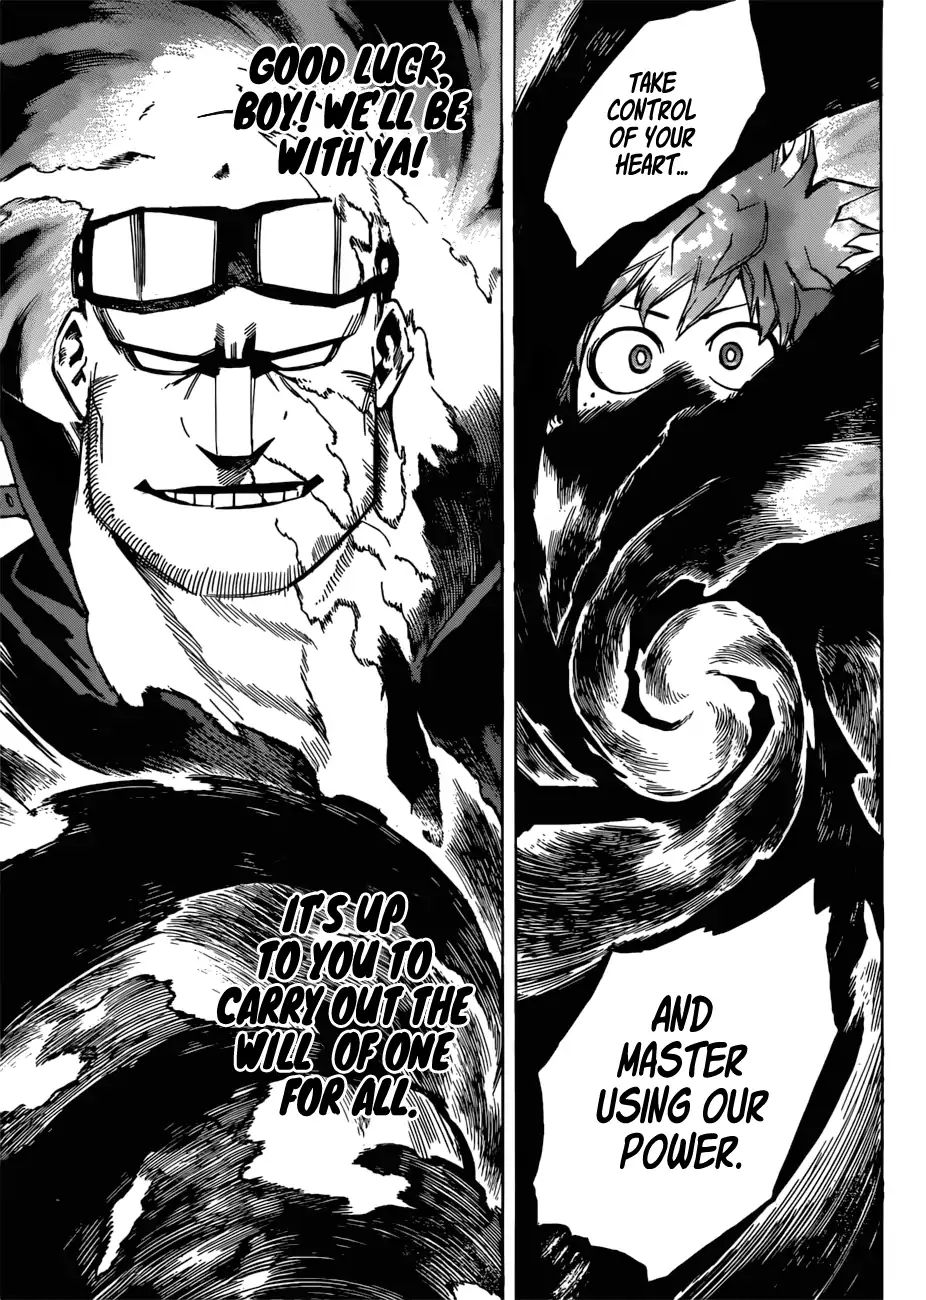 TAKE
CONTROL
OF YOUR
HEART...
AND
MASTER
USING OUR
POWER.
GOOD LUCK,
BOY! WE'LL BE
WITH YA!
IT'S UP
TO YOU TO
CARRY OUT THE
WILL OF ONE
FOR ALL.